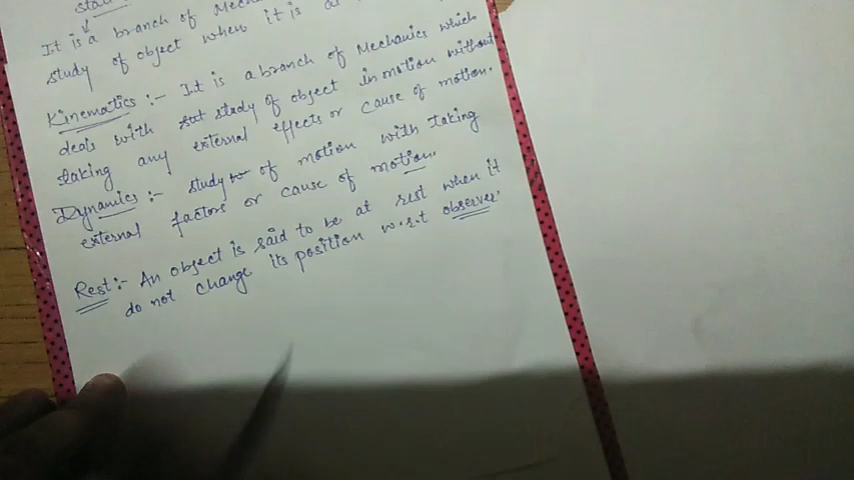 It is a branch of
study of object when it is at
Kinematics :- It is a branch of Mechanics which
deals with study of object in motion without
taking any external effects or cause of motion.
Dynamics :- study of motion with taking
external factors or cause of motion.
Rest :- An object is said to be at rest when it
do not change its position w.r.t observer.